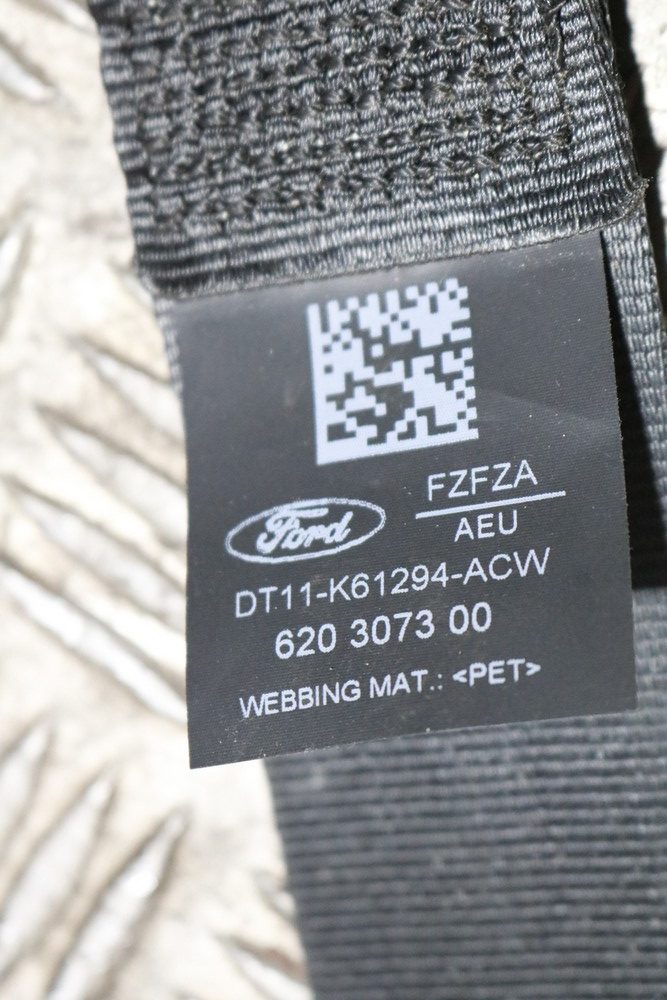 FZFZA
Ford
AEU
DT11-K61294-ACW
620 3073 00
WEBBING MAT.: <PET>